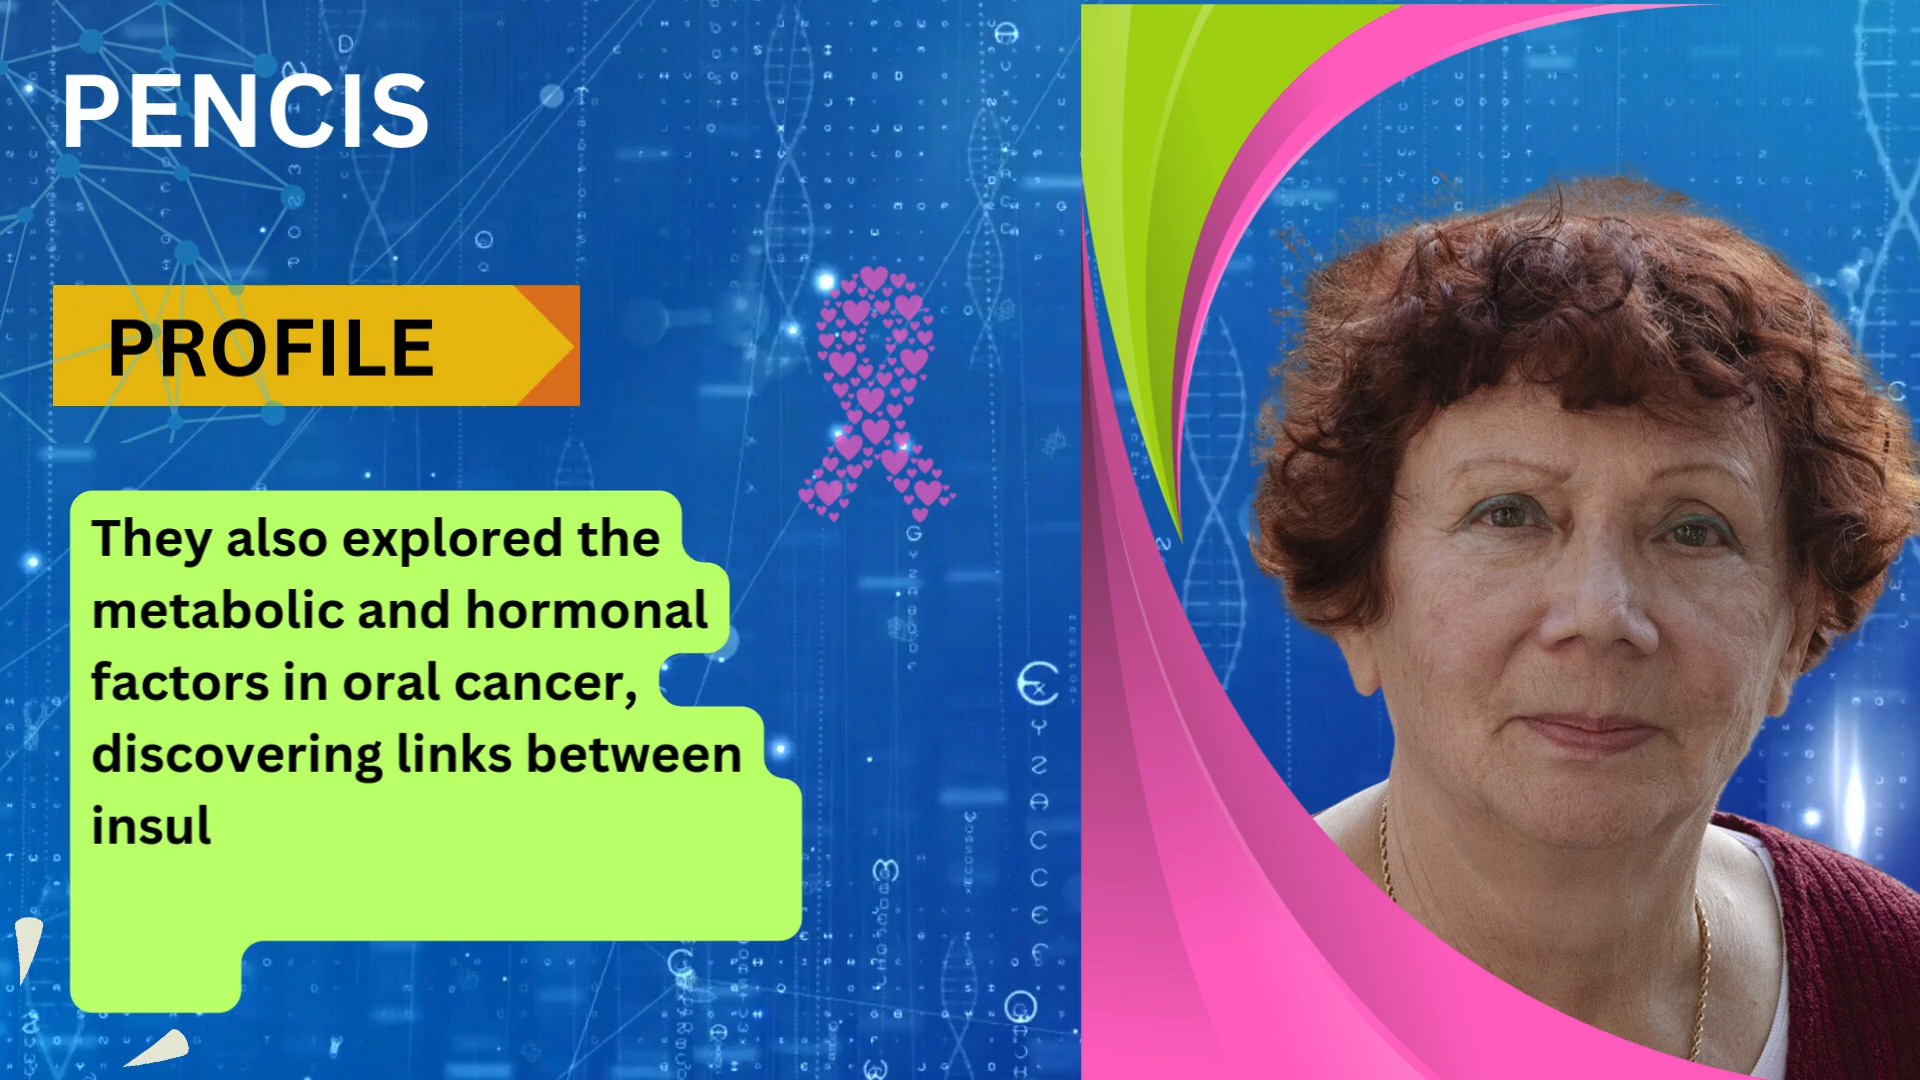 PENCIS
PROFILE
They also explored the
metabolic and hormonal
factors in oral cancer,
discovering links between
insul